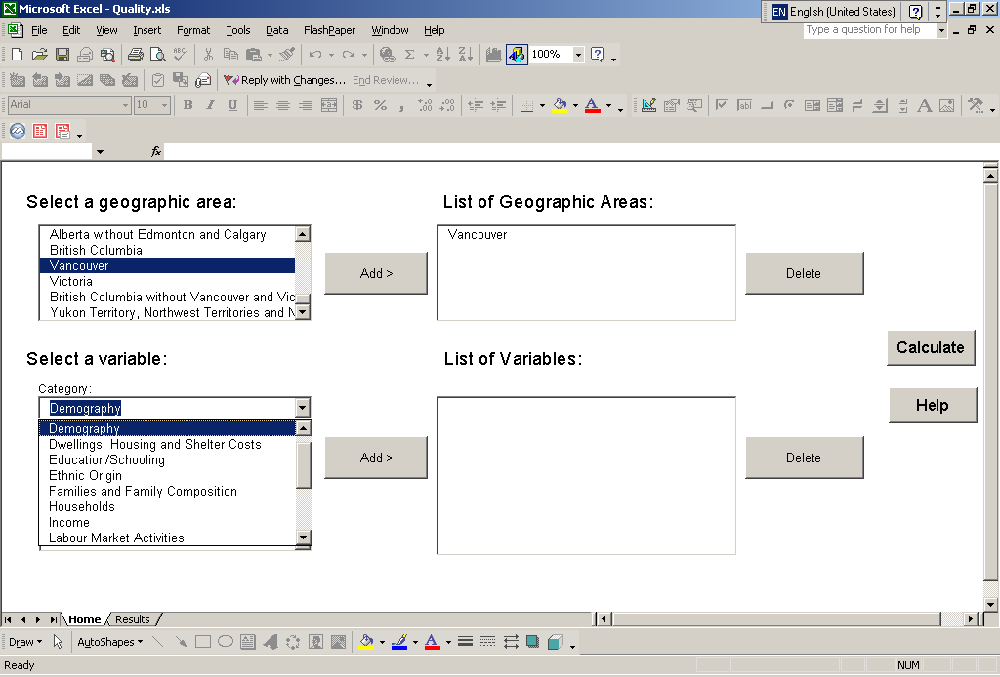 Microsoft Excel - Quality.xls
EN English (United States)
File Edit View Insert Format Tools Data FlashPaper Window Help
Type a question for help
100%
Reply with Changes... End Review...
Arial 10 B I U $ % ,
fx
Select a geographic area:
List of Geographic Areas:
Alberta without Edmonton and Calgary
British Columbia
Vancouver
Victoria
British Columbia without Vancouver and Vic
Yukon Territory, Northwest Territories and N
Add >
Vancouver
Delete
Calculate
Help
Select a variable:
List of Variables:
Category:
Demography
Demography
Dwellings: Housing and Shelter Costs
Education/Schooling
Ethnic Origin
Families and Family Composition
Households
Income
Labour Market Activities
Add >
Delete
Home Results
Draw AutoShapes
Ready
NUM